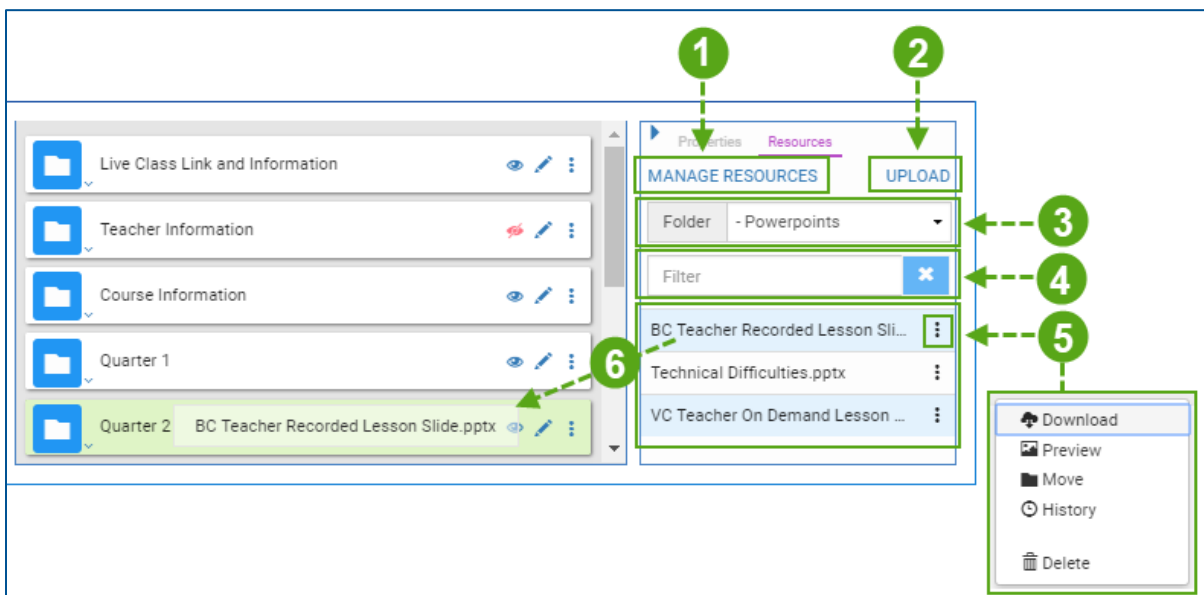 1
2
Properties
Resources
MANAGE RESOURCES
UPLOAD
Live Class Link and Information
Folder
- Powerpoints
3
Teacher Information
Filter
4
Course Information
BC Teacher Recorded Lesson Sli...
5
Quarter 1
6
Technical Difficulties.pptx
Quarter 2
BC Teacher Recorded Lesson Slide.pptx
VC Teacher On Demand Lesson ...
Download
Preview
Move
History
Delete